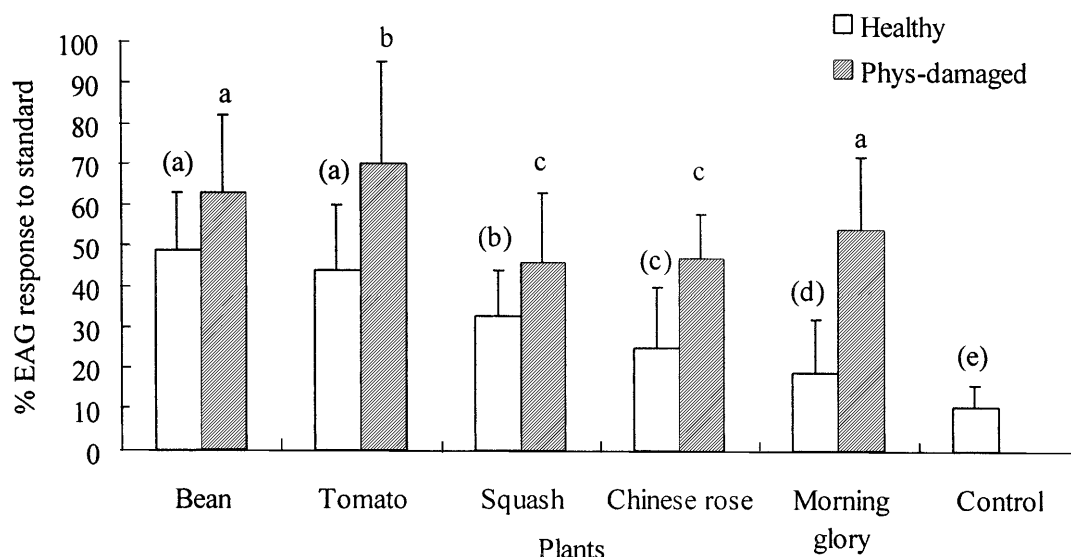 Healthy
Phys-damaged
% EAG response to standard
100
90
80
70
60
50
40
30
20
10
0
(a) a
(a) b
(b) c
(c) c
(d) a
(e)
Bean Tomato Squash Chinese rose Morning glory Control
Plants